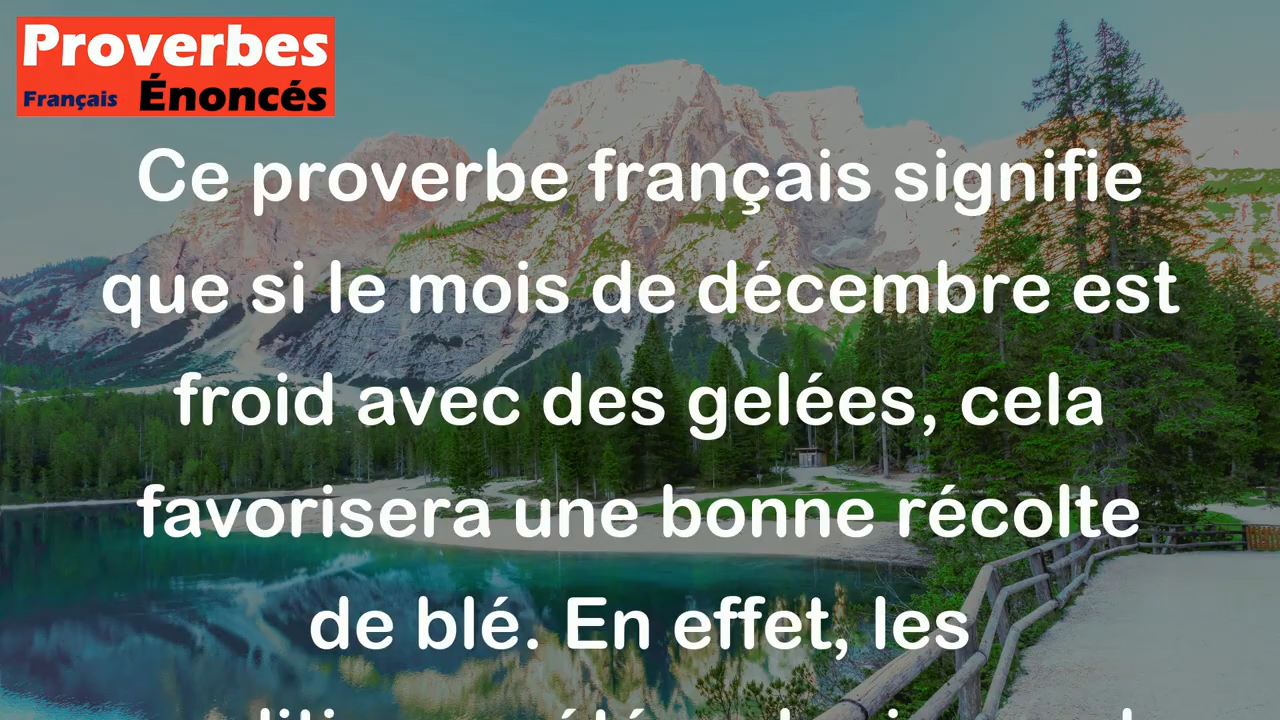 Proverbes
Français Énoncés
Ce proverbe français signifie
que si le mois de décembre est
froid avec des gelées, cela
favorisera une bonne récolte
de blé. En effet, les